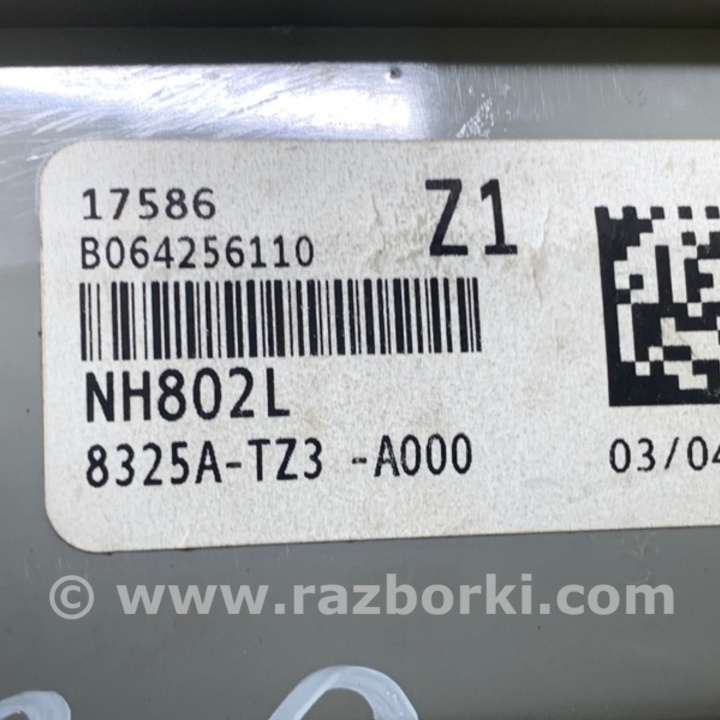 17586
Z1
B064256110
NH802L
8325A-TZ3 -A000
03/04
© www.razborki.com